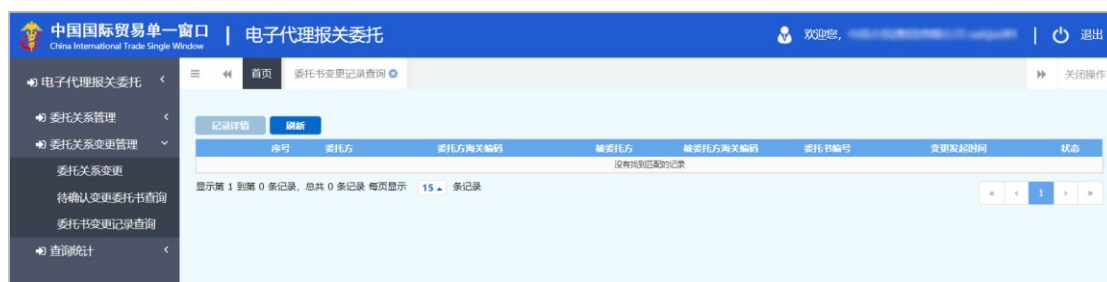 中国国际贸易单一窗口 | 电子代理报关委托 欢迎您, | 退出
China International Trade Single Window
电子代理报关委托 首页 委托书变更记录查询 关闭操作
委托关系管理
记录详情 刷新
委托关系变更管理
序号 委托方 委托方海关编码 被委托方 被委托方海关编码 委托书编号 变更发起时间 状态
没有找到匹配的记录
委托关系变更
显示第 1 到第 0 条记录, 总共 0 条记录 每页显示 15 条记录
« ‹ 1 › »
待确认变更委托书查询
委托书变更记录查询
查询统计